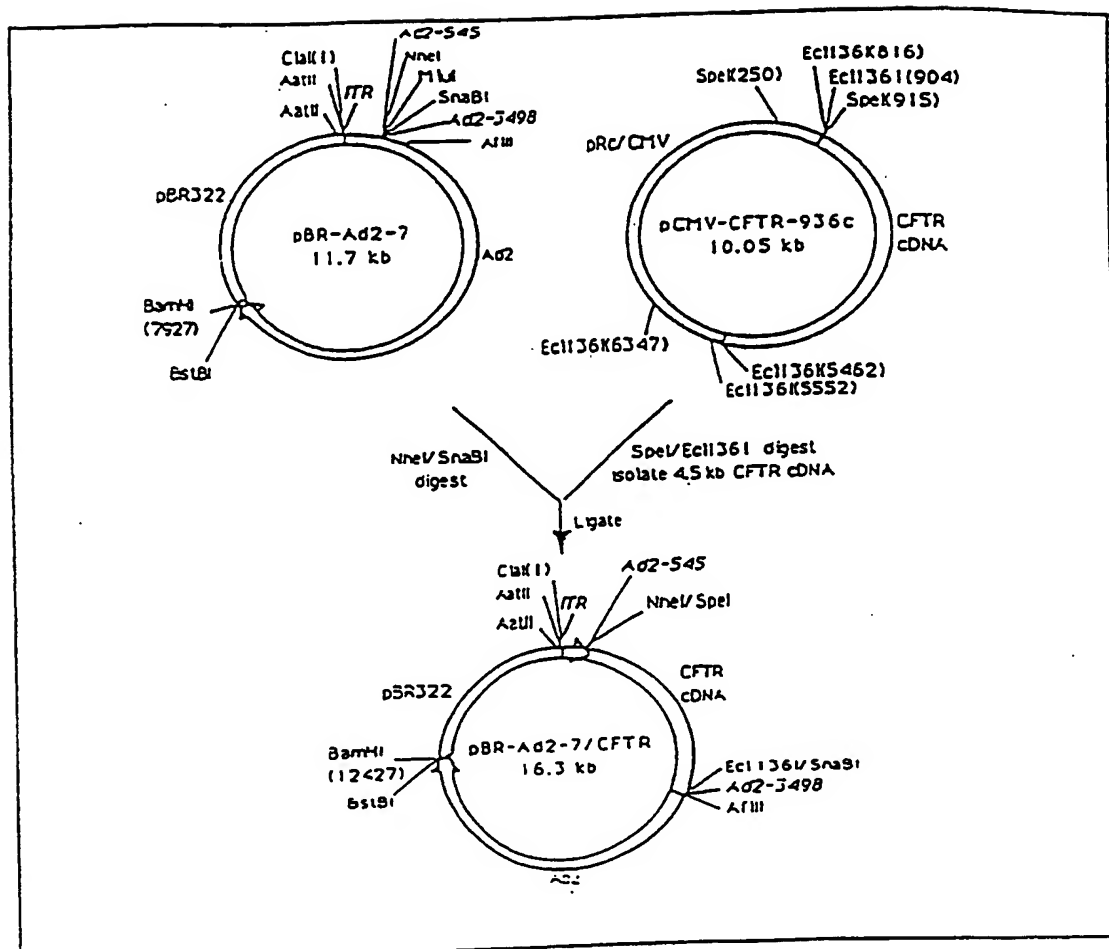 Ad2-545
NheI
ClaI(1)
MluI
AatII
ITR
SnaBI
AatII
Ad2-3498
AflII
pBR322
pBR-Ad2-7
11.7 kb
Ad2
BamHI
(7927)
BstBI
Ecl136I(816)
Ecl136I(904)
SpeI(250)
SpeI(915)
pRc/CMV
pCMV-CFTR-936c
10.05 kb
CFTR
cDNA
Ecl136I(6347)
Ecl136I(5462)
Ecl136I(5552)
NheI/SnaBI
digest
SpeI/Ecl136I digest
isolate 4.5 kb CFTR cDNA
Ligate
ClaI(1)
Ad2-545
AatII
ITR
NheI/SpeI
AatII
CFTR
cDNA
pBR322
pBR-Ad2-7/CFTR
16.3 kb
BamHI
(12427)
BstBI
Ecl136I/SnaBI
Ad2-3498
AflII
Ad2